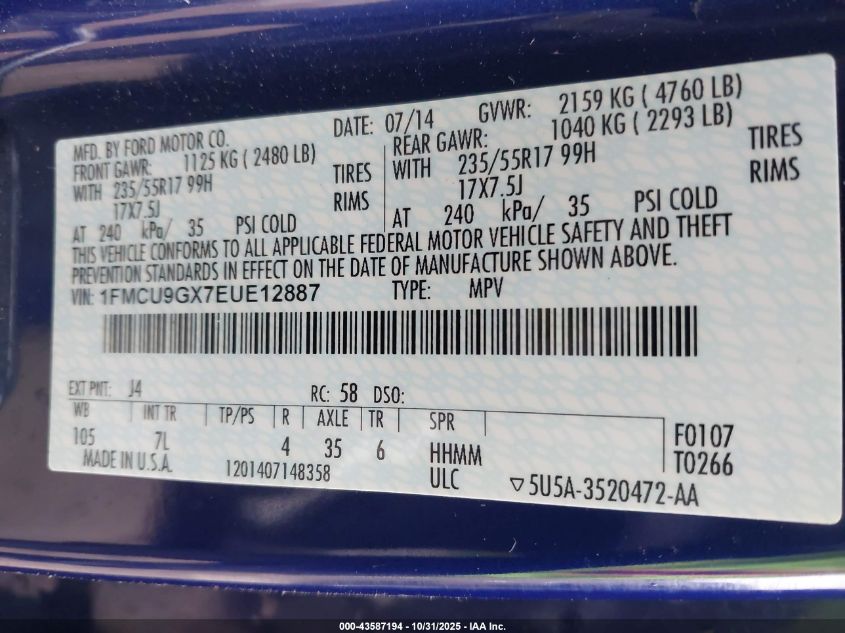 MFD. BY FORD MOTOR CO. DATE: 07/14 GVWR: 2159 KG ( 4760 LB)
FRONT GAWR: 1125 KG ( 2480 LB) REAR GAWR: 1040 KG ( 2293 LB)
WITH 235/55R17 99H TIRES WITH 235/55R17 99H TIRES
17X7.5J RIMS 17X7.5J RIMS
AT 240 kPa/ 35 PSI COLD AT 240 kPa/ 35 PSI COLD
THIS VEHICLE CONFORMS TO ALL APPLICABLE FEDERAL MOTOR VEHICLE SAFETY AND THEFT
PREVENTION STANDARDS IN EFFECT ON THE DATE OF MANUFACTURE SHOWN ABOVE.
VIN: 1FMCU9GX7EUE12887 TYPE: MPV
EXT PNT: J4 RC: 58 DSO:
WB INT TR TP/PS R AXLE TR SPR
105 7L 4 35 6 HHMM F0107
MADE IN U.S.A. 1201407148358 ULC T0266
5U5A-3520472-AA
000-43587194 - 10/31/2025 - IAA Inc.